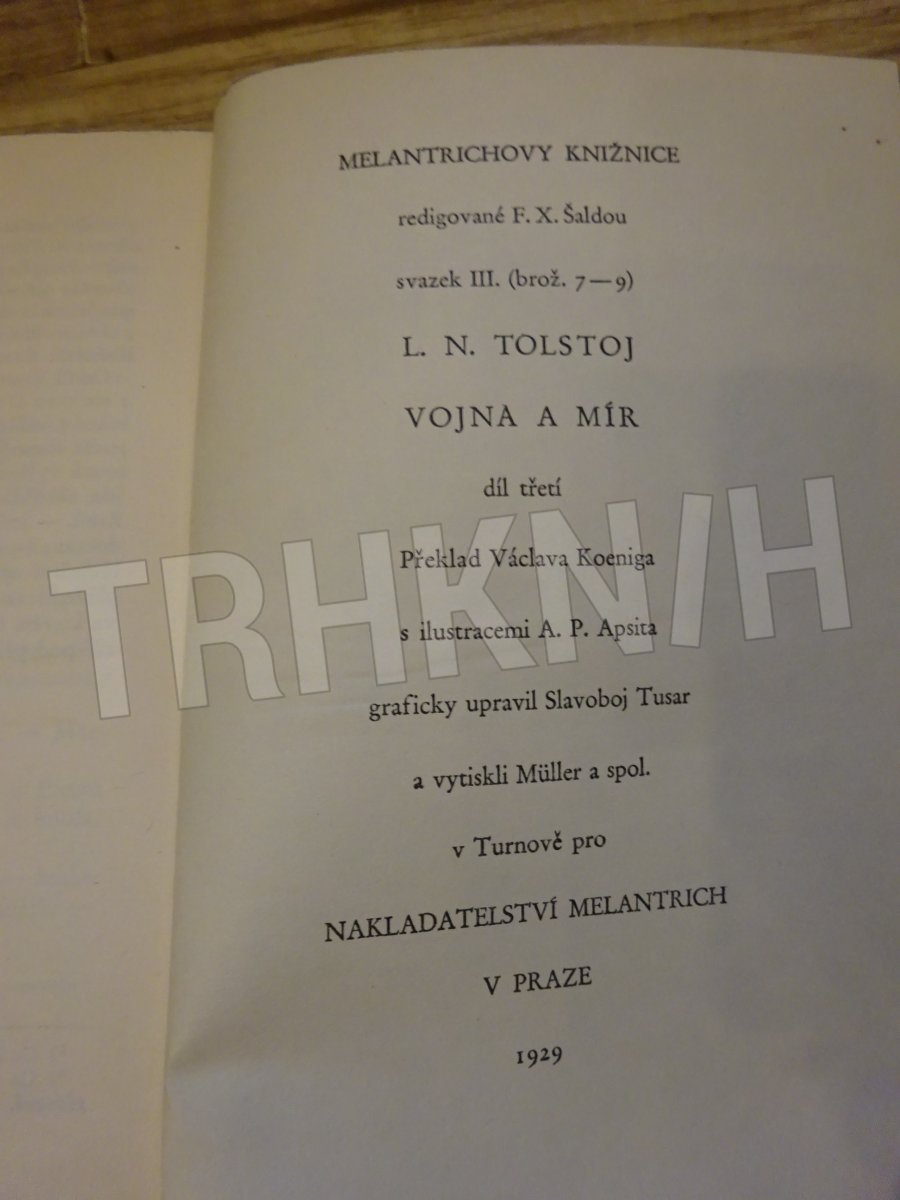 MELANTRICHOVY KNIŽNICE
redigované F. X. Šaldou
svazek III. (brož. 7—9)
L. N. TOLSTOJ
VOJNA A MÍR
díl třetí
Překlad Václava Koeniga
s ilustracemi A. P. Apsita
graficky upravil Slavoboj Tusar
a vytiskli Müller a spol.
v Turnově pro
NAKLADATELSTVÍ MELANTRICH
V PRAZE
1929
TRHKN/H